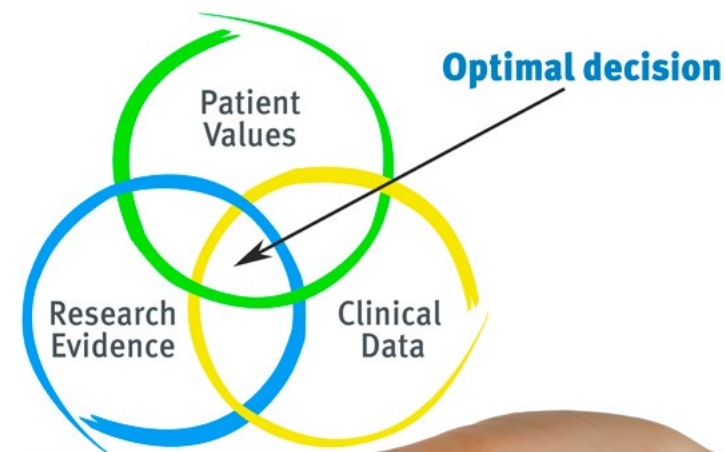 Optimal decision
Patient
Values
Research
Evidence
Clinical
Data